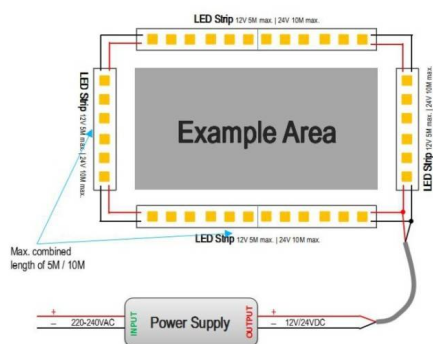 LED Strip 12V 5M max. | 24V 10M max.
LED Strip 12V 5M max. | 24V 10M max.
Example Area
LED Strip 12V 5M max. | 24V 10M max.
LED Strip 12V 5M max. | 24V 10M max.
Max. combined
length of 5M / 10M
+
–
220-240VAC
INPUT
Power Supply
OUTPUT
+
–
12V/24VDC